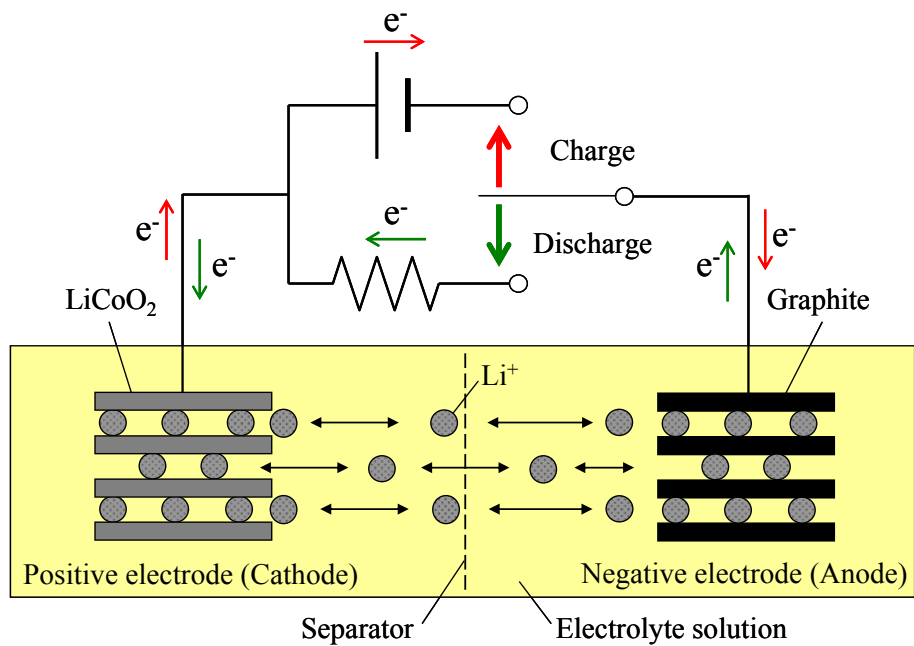 e⁻
Charge
e⁻
Discharge
e⁻
e⁻
e⁻
e⁻
LiCoO₂
Graphite
Li⁺
Positive electrode (Cathode)
Negative electrode (Anode)
Separator
Electrolyte solution